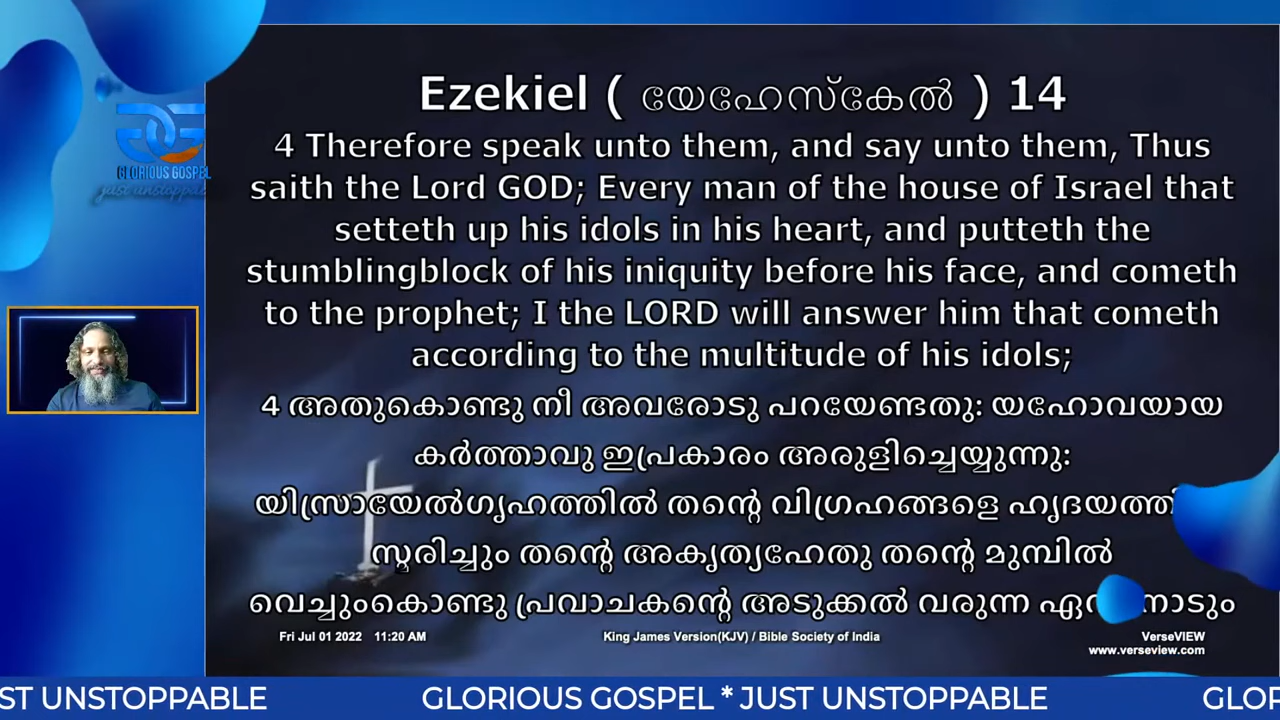 Ezekiel ( യേഹേസ്കേൽ ) 14
4 Therefore speak unto them, and say unto them, Thus
saith the Lord GOD; Every man of the house of Israel that
setteth up his idols in his heart, and putteth the
stumblingblock of his iniquity before his face, and cometh
to the prophet; I the LORD will answer him that cometh
according to the multitude of his idols;
4 അതുകൊണ്ടു നീ അവരോടു പറയേണ്ടതു: യഹോവയായ
കർത്താവു ഇപ്രകാരം അരുളിച്ചെയ്യുന്നു:
യിസ്രായേൽഗൃഹത്തിൽ തന്റെ വിഗ്രഹങ്ങളെ
സ്മരിച്ചും തന്റെ അകൃത്യഹേതു തന്റെ മുമ്പിൽ
വെച്ചുംകൊണ്ടു പ്രവാചകന്റെ അടുക്കൽ വരുന്ന
Fri Jul 01 2022 11:20 AM
King James Version(KJV) / Bible Society of India
VerseVIEW
www.verseview.com
GG
GLORIOUS GOSPEL
just
UNSTOPPABLE GLORIOUS GOSPEL * JUST UNSTOPPABLE